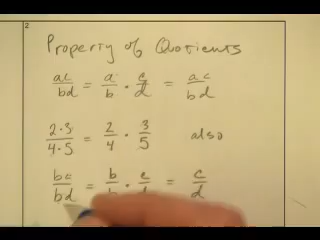 2
Property of Quotients
ac/bd = a/b · c/d = ac/bd
2·3/4·5 = 2/4 · 3/5 also
bc/bd = b/b · c/d = c/d